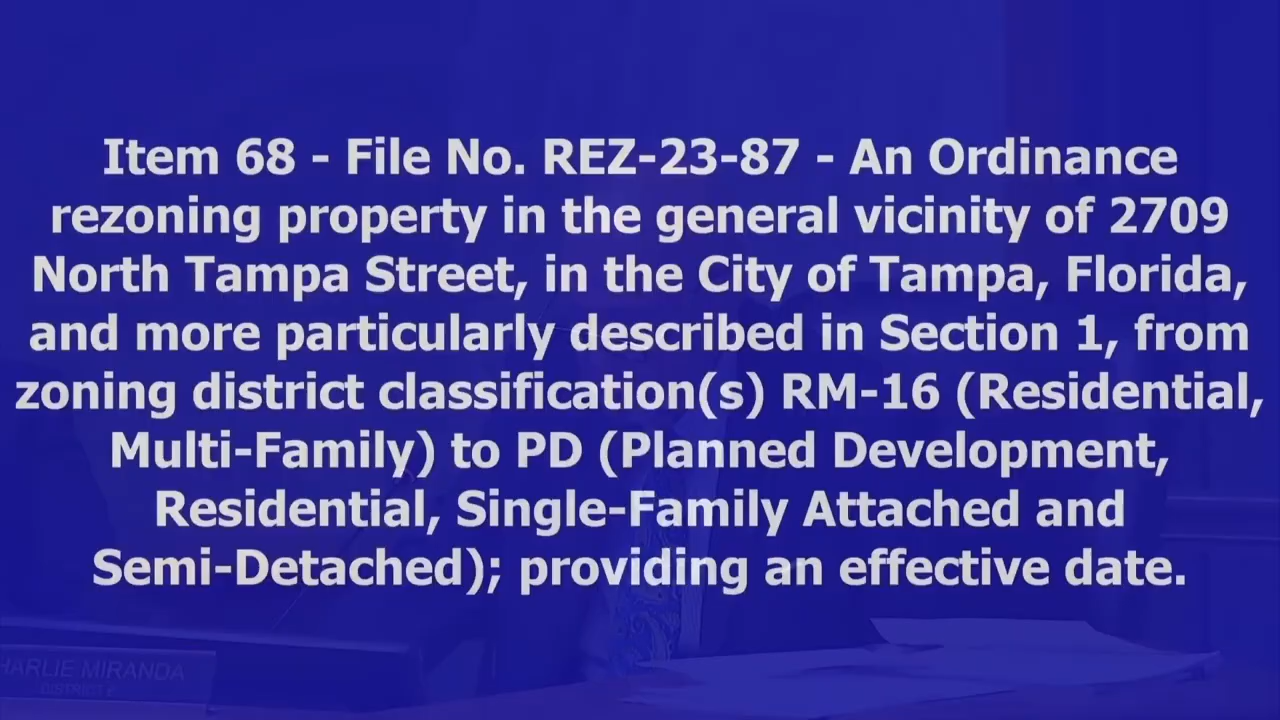 Item 68 - File No. REZ-23-87 - An Ordinance
rezoning property in the general vicinity of 2709
North Tampa Street, in the City of Tampa, Florida,
and more particularly described in Section 1, from
zoning district classification(s) RM-16 (Residential,
Multi-Family) to PD (Planned Development,
Residential, Single-Family Attached and
Semi-Detached); providing an effective date.
HARLIE MIRANDA
DISTRICT 2